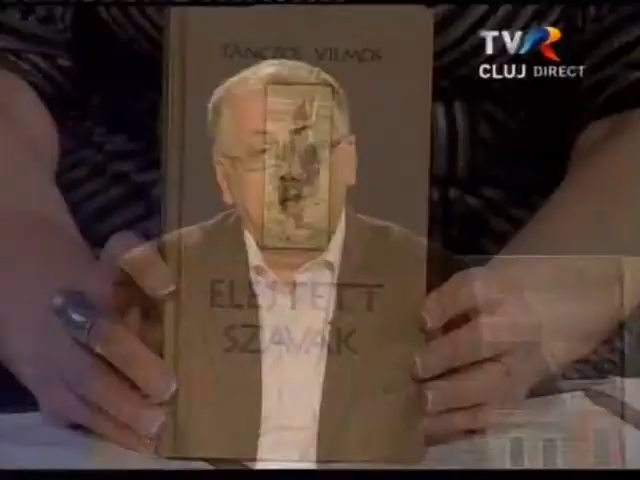 TÁNCZOS VILMOS
TVR
CLUJ DIRECT
ELEJTETT
SZAVAK